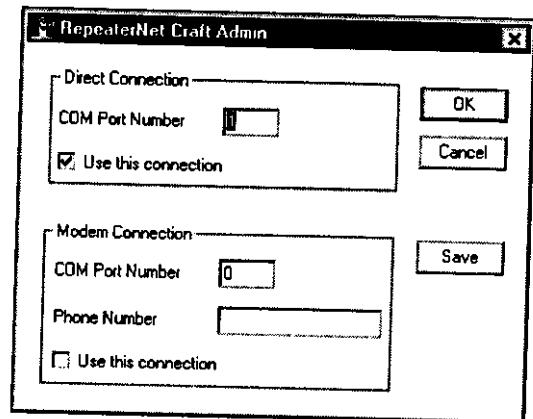 RepeaterNet Craft Admin
Direct Connection
COM Port Number 1
Use this connection
OK
Cancel
Modem Connection
COM Port Number 0
Phone Number
Use this connection
Save